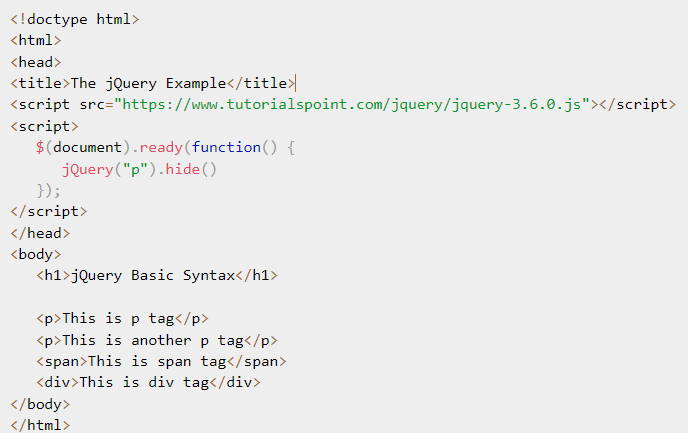 <!doctype html>
<html>
<head>
<title>The jQuery Example</title>
<script src="https://www.tutorialspoint.com/jquery/jquery-3.6.0.js"></script>
<script>
   $(document).ready(function() {
      jQuery("p").hide()
   });
</script>
</head>
<body>
   <h1>jQuery Basic Syntax</h1>

   <p>This is p tag</p>
   <p>This is another p tag</p>
   <span>This is span tag</span>
   <div>This is div tag</div>
</body>
</html>